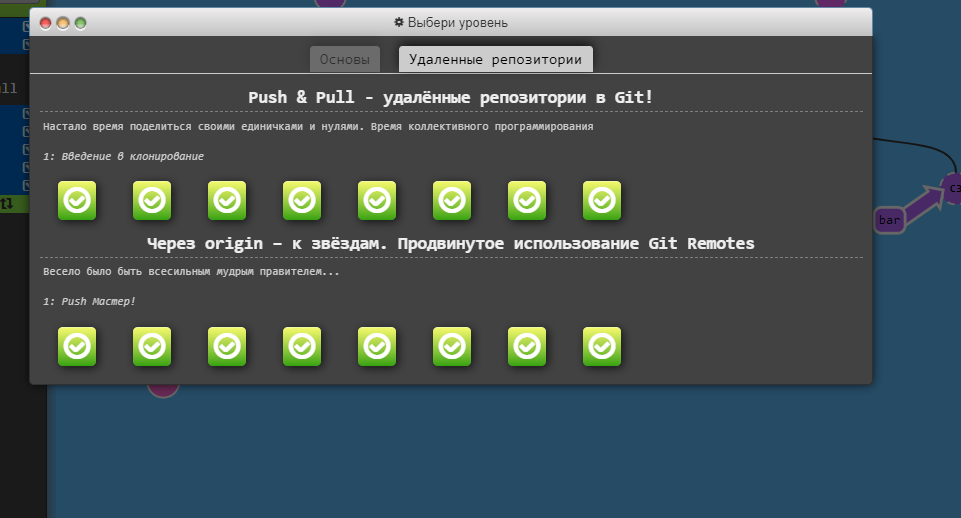 Выбери уровень
Основы
Удаленные репозитории
Push & Pull - удалённые репозитории в Git!
Настало время поделиться своими единичками и нулями. Время коллективного программирования
1: Введение в клонирование
Через origin – к звёздам. Продвинутое использование Git Remotes
Весело было быть всесильным мудрым правителем...
1: Push Мастер!
bar